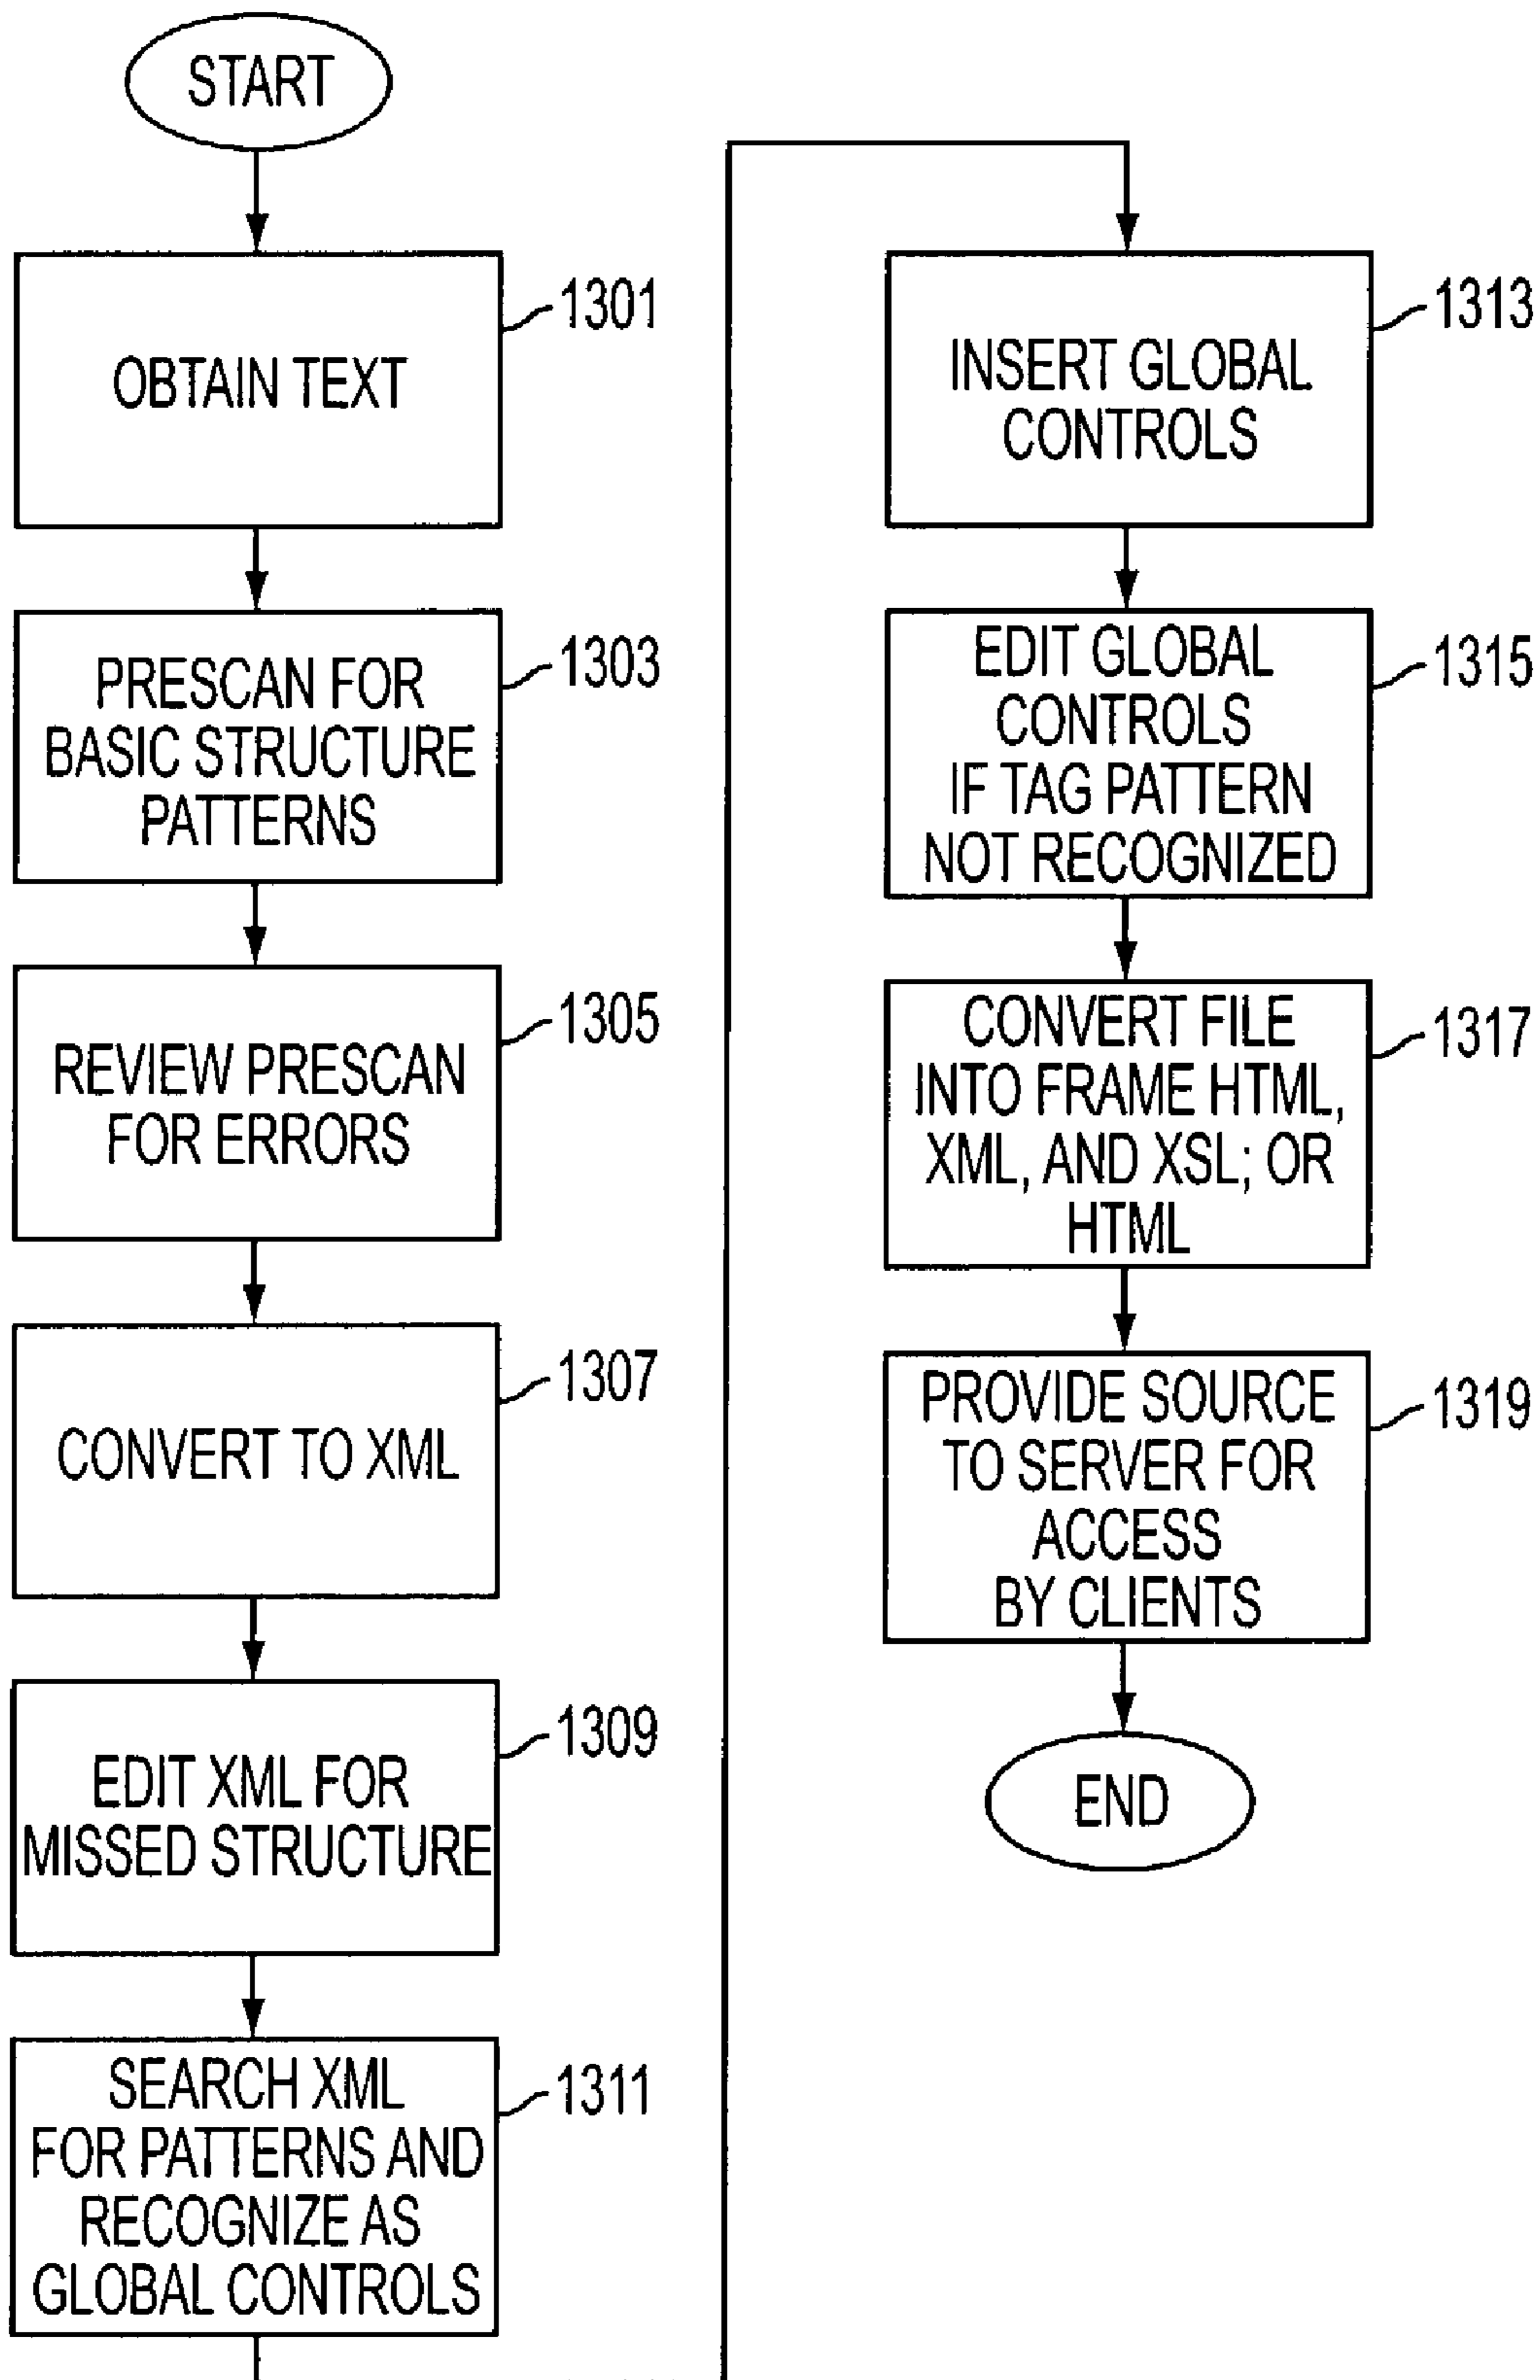 START
OBTAIN TEXT
1301
PRESCAN FOR
BASIC STRUCTURE
PATTERNS
1303
REVIEW PRESCAN
FOR ERRORS
1305
CONVERT TO XML
1307
EDIT XML FOR
MISSED STRUCTURE
1309
SEARCH XML
FOR PATTERNS AND
RECOGNIZE AS
GLOBAL CONTROLS
1311
INSERT GLOBAL
CONTROLS
1313
EDIT GLOBAL
CONTROLS
IF TAG PATTERN
NOT RECOGNIZED
1315
CONVERT FILE
INTO FRAME HTML,
XML, AND XSL; OR
HTML
1317
PROVIDE SOURCE
TO SERVER FOR
ACCESS
BY CLIENTS
1319
END